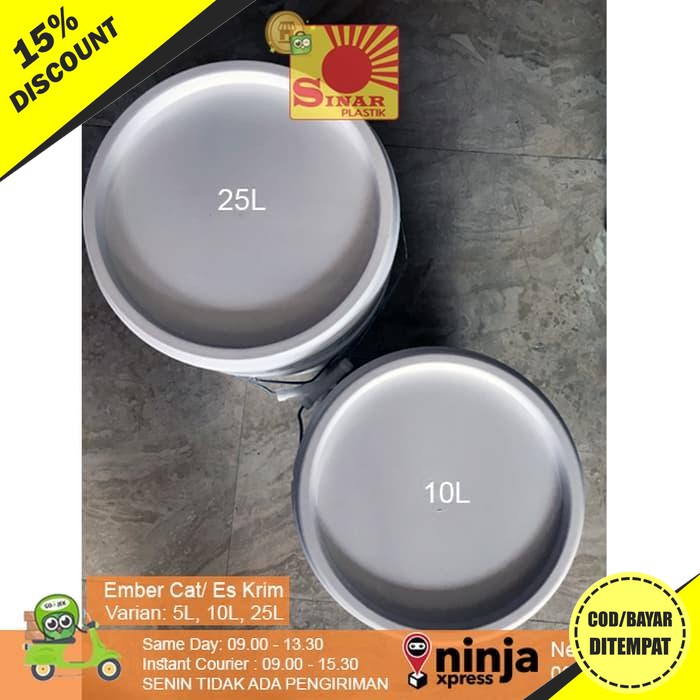 15%
DISCOUNT
SINAR
PLASTIK
25L
10L
Ember Cat/ Es Krim
Varian: 5L, 10L, 25L
GO-JEK
Same Day: 09.00 - 13.30
Instant Courier : 09.00 - 15.30
SENIN TIDAK ADA PENGIRIMAN
ninja
xpress
Ne
COD/BAYAR
DITEMPAT